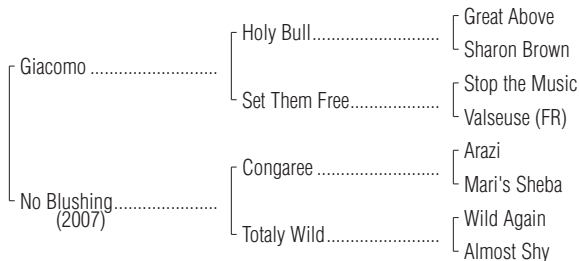 Great Above
Holy Bull
Sharon Brown
Giacomo
Stop the Music
Set Them Free
Valseuse (FR)
Arazi
Congaree
Mari's Sheba
No Blushing
(2007)
Wild Again
Totaly Wild
Almost Shy